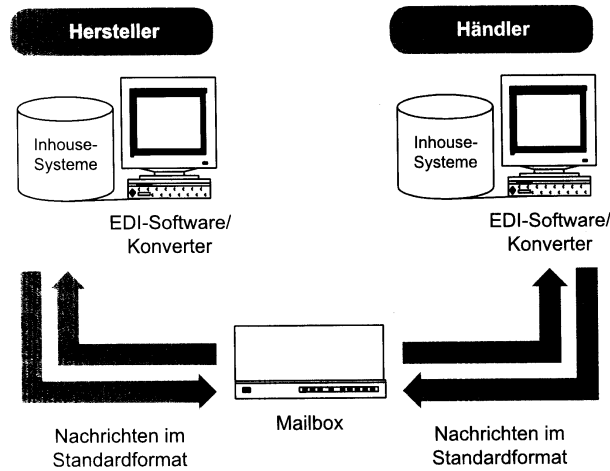 Hersteller
Händler
Inhouse-
Systeme
Inhouse-
Systeme
EDI-Software/
Konverter
EDI-Software/
Konverter
Mailbox
Nachrichten im
Standardformat
Nachrichten im
Standardformat